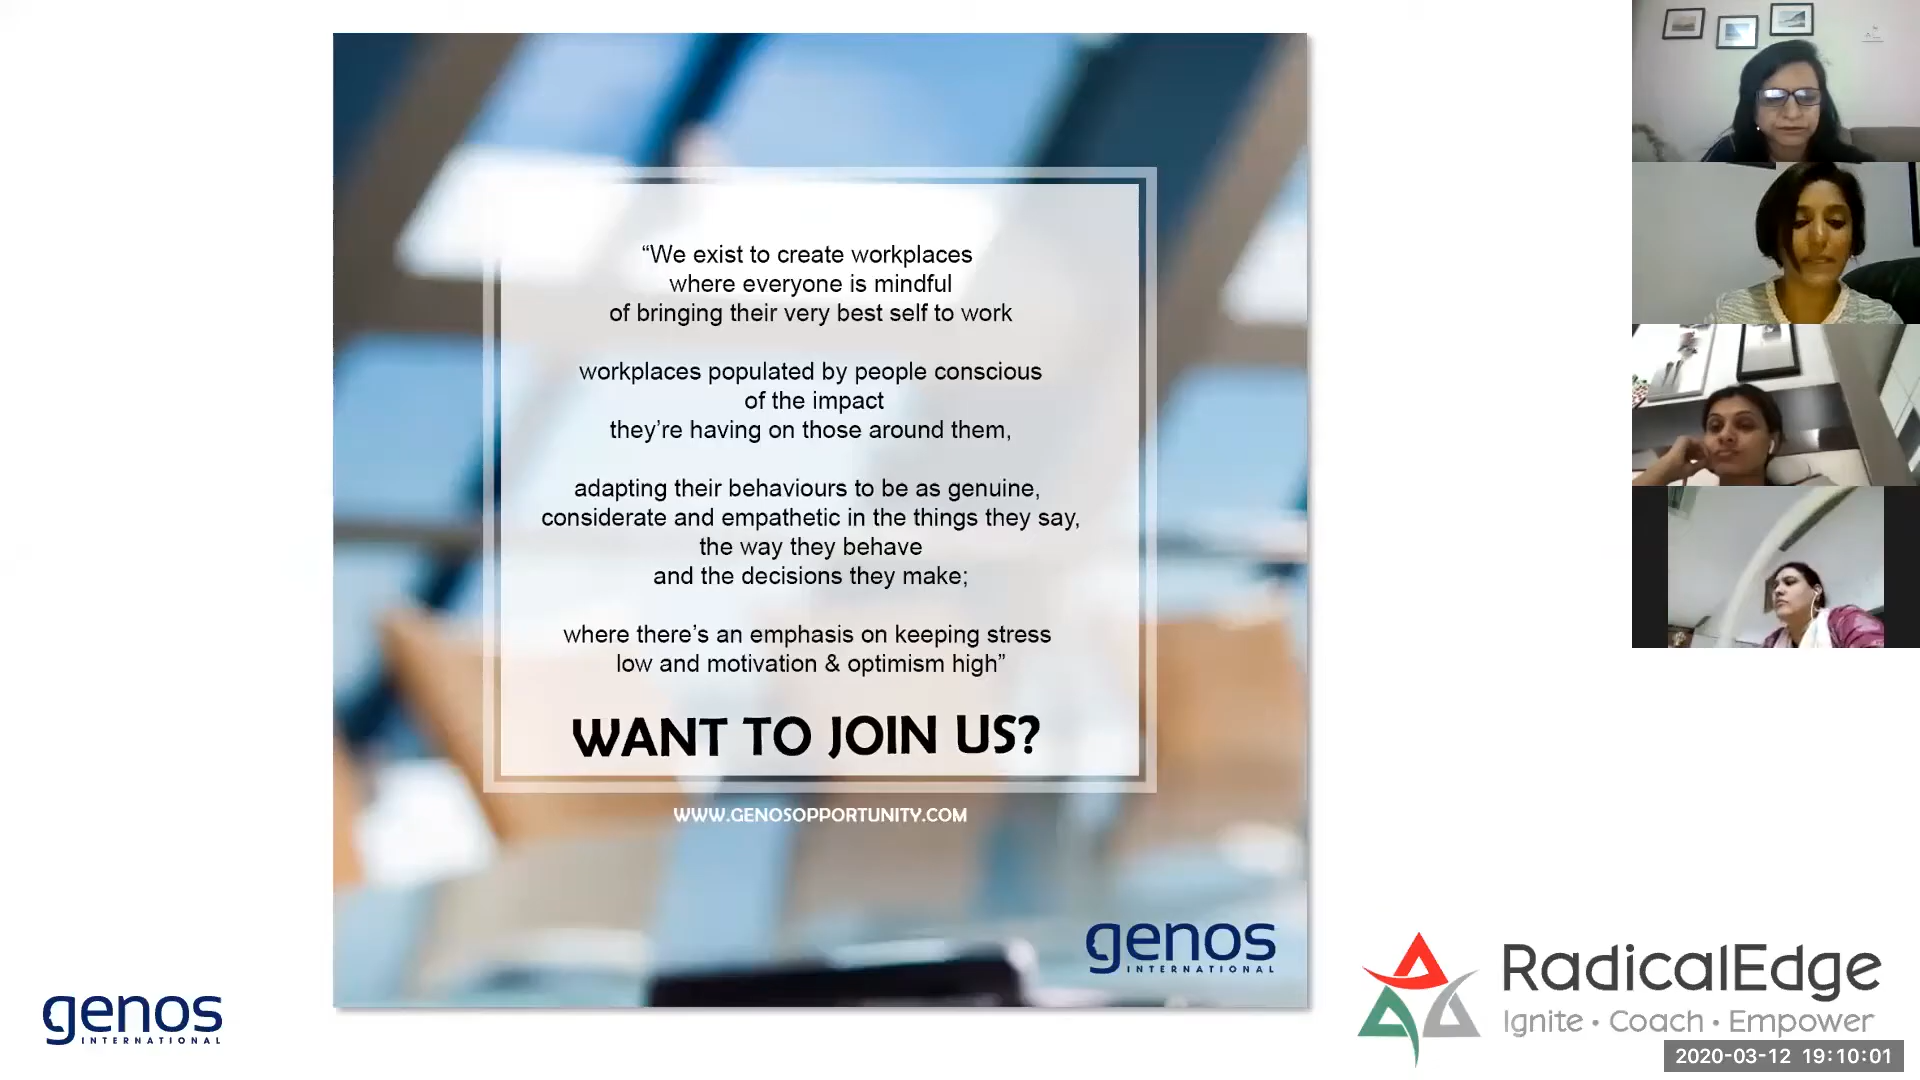 “We exist to create workplaces
where everyone is mindful
of bringing their very best self to work
workplaces populated by people conscious
of the impact
they’re having on those around them,
adapting their behaviours to be as genuine,
considerate and empathetic in the things they say,
the way they behave
and the decisions they make;
where there’s an emphasis on keeping stress
low and motivation & optimism high”
WANT TO JOIN US?
WWW.GENOSOPPORTUNITY.COM
genos
INTERNATIONAL
genos
INTERNATIONAL
RadicalEdge
Ignite • Coach • Empower
2020-03-12 19:10:01